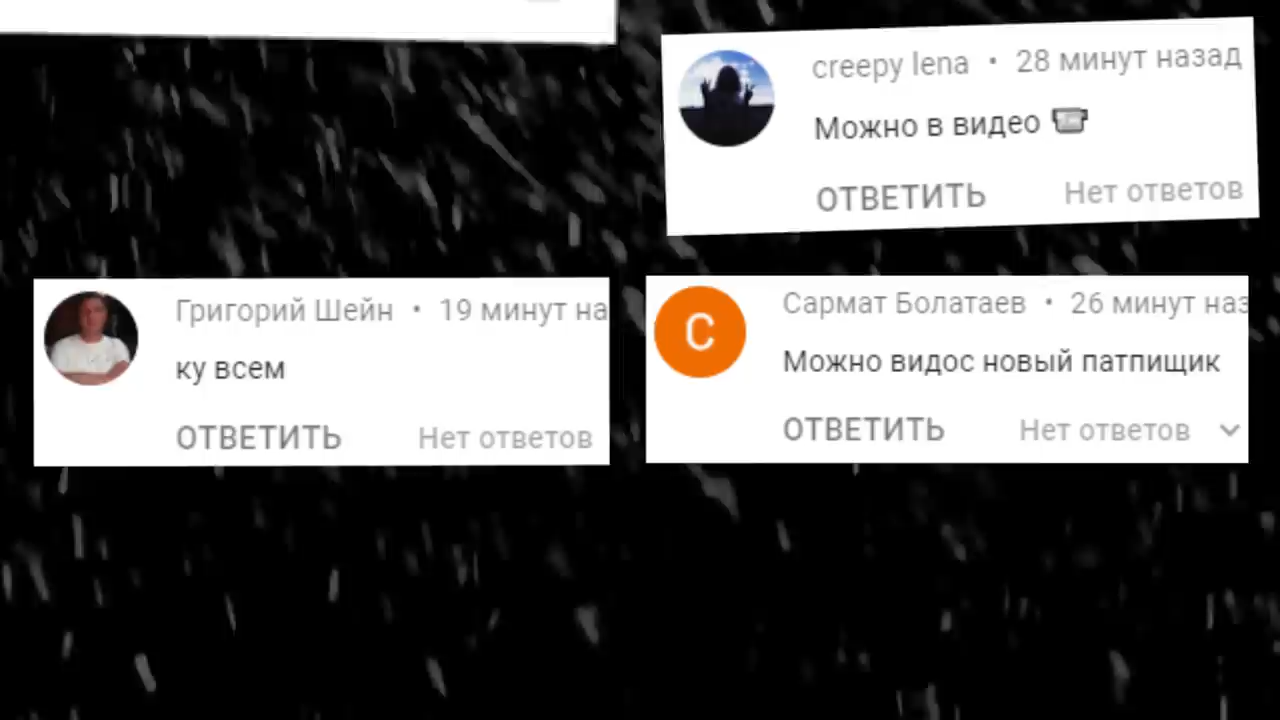 creepy lena • 28 минут назад
Можно в видео
ОТВЕТИТЬ Нет ответов
Григорий Шейн • 19 минут на
ку всем
ОТВЕТИТЬ Нет ответов
Сармат Болатаев • 26 минут наз
С
Можно видос новый патпищик
ОТВЕТИТЬ Нет ответов